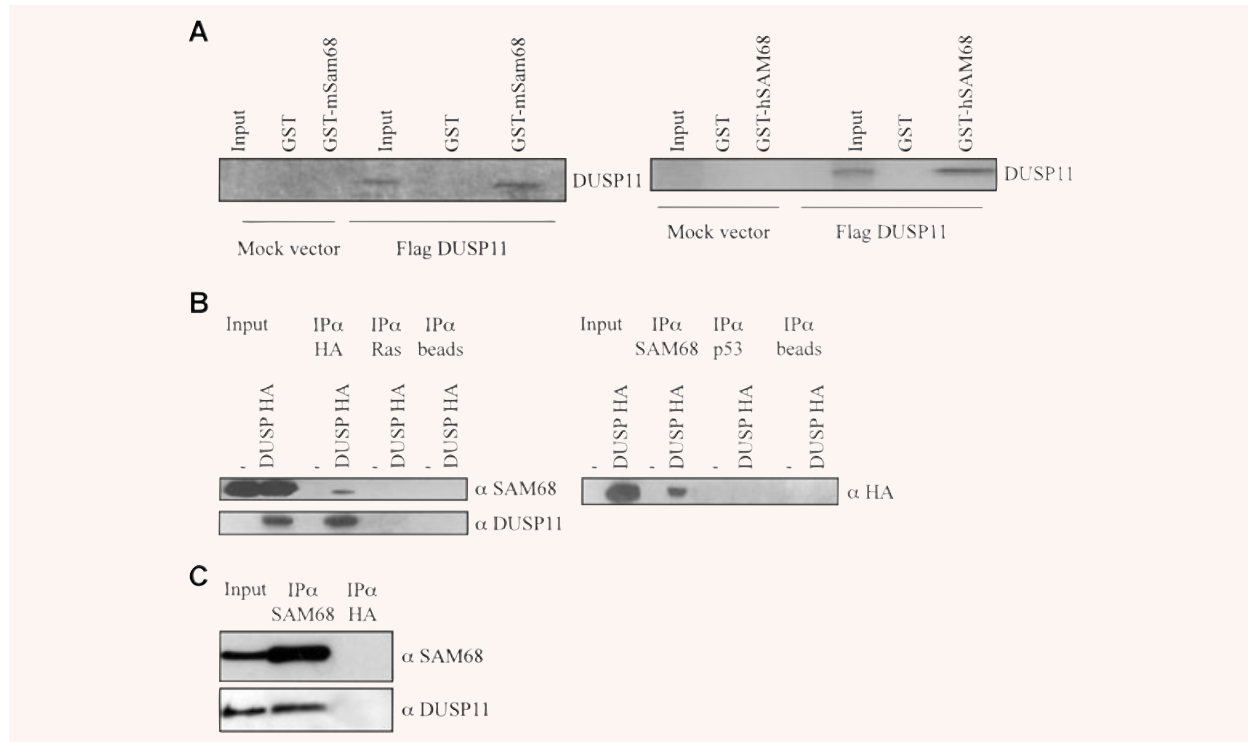 A
Input GST GST-mSam68 Input GST GST-mSam68
DUSP11
Mock vector Flag DUSP11
Input GST GST-hSAM68 Input GST GST-hSAM68
DUSP11
Mock vector Flag DUSP11
B
Input IPα IPα IPα
HA Ras beads
- DUSP HA - DUSP HA - DUSP HA - DUSP HA
α SAM68
α DUSP11
Input IPα IPα IPα
SAM68 p53 beads
- DUSP HA - DUSP HA - DUSP HA - DUSP HA
α HA
C
Input IPα IPα
SAM68 HA
α SAM68
α DUSP11